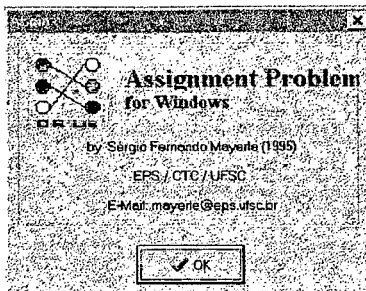 Assignment Problem
for Windows
by Sérgio Fernando Mayerle (1995)
EPS / CTC / UFSC
E-Mail: mayerle@eps.ufsc.br
OK